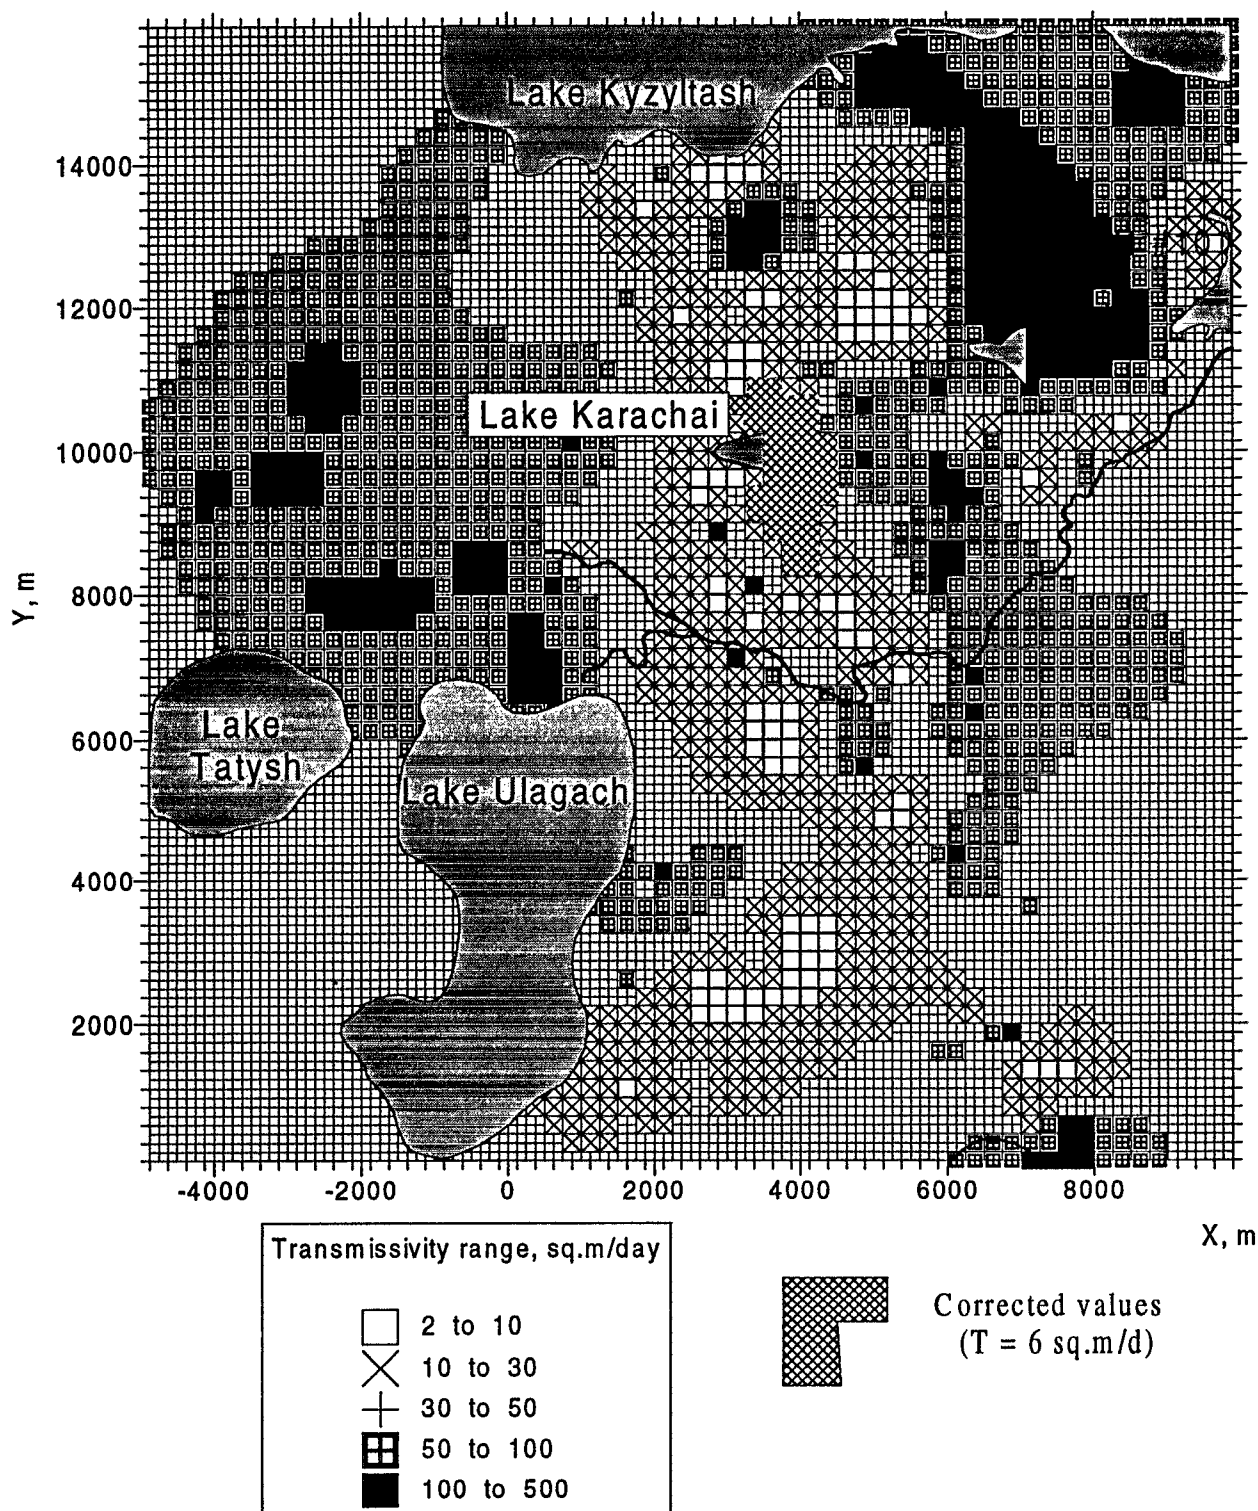 Lake Kyzyltash
14000
12000
Lake Karachai
10000
8000
Y, m
Lake
Tatysh
6000
Lake Ulagach
4000
2000
-4000 -2000 0 2000 4000 6000 8000
X, m
Transmissivity range, sq.m/day
2 to 10
10 to 30
30 to 50
50 to 100
100 to 500
Corrected values
(T = 6 sq.m/d)